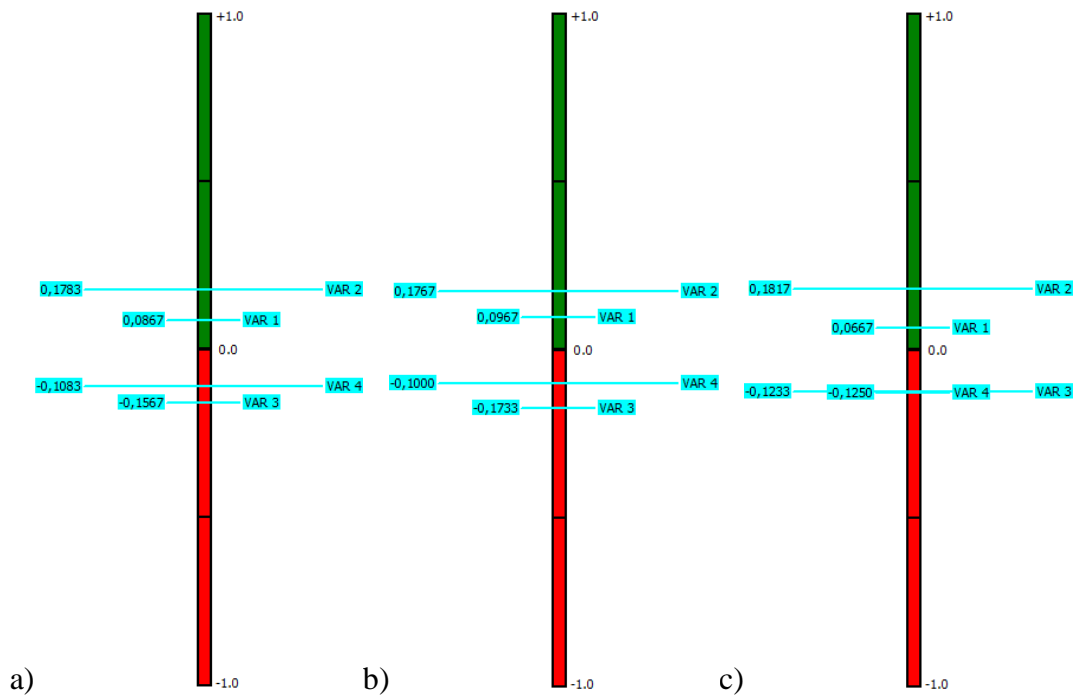 +1.0
0,1783 VAR 2
0,0867 VAR 1
0.0
-0,1083 VAR 4
-0,1567 VAR 3
-1.0
a)
+1.0
0,1767 VAR 2
0,0967 VAR 1
0.0
-0,1000 VAR 4
-0,1733 VAR 3
-1.0
b)
+1.0
0,1817 VAR 2
0,0667 VAR 1
0.0
-0,1233 -0,1250 VAR 4 VAR 3
-1.0
c)